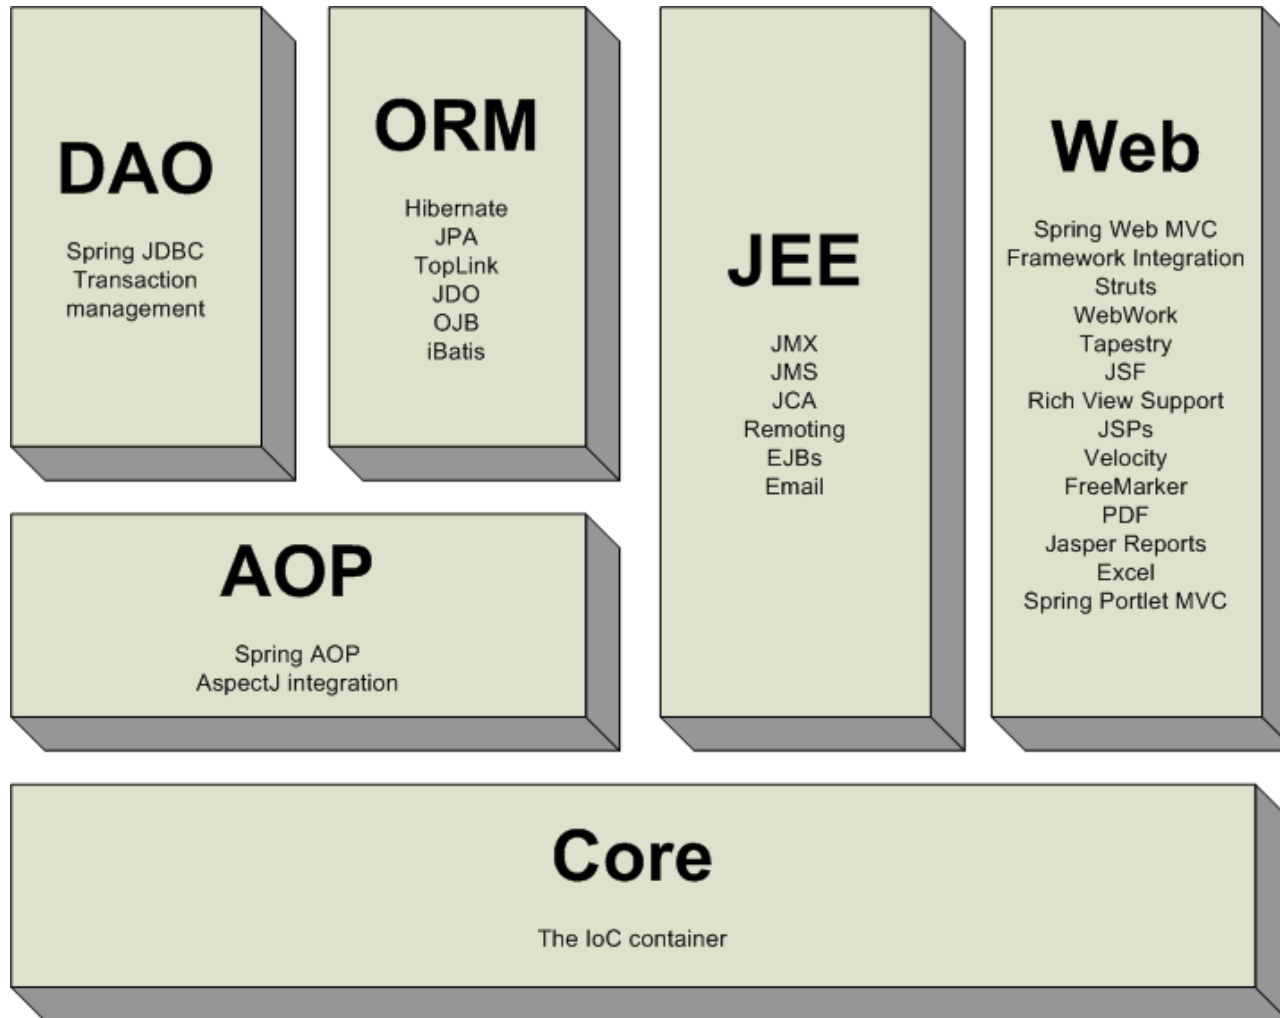 DAO
Spring JDBC
Transaction
management
ORM
Hibernate
JPA
TopLink
JDO
OJB
iBatis
JEE
JMX
JMS
JCA
Remoting
EJBs
Email
Web
Spring Web MVC
Framework Integration
Struts
WebWork
Tapestry
JSF
Rich View Support
JSPs
Velocity
FreeMarker
PDF
Jasper Reports
Excel
Spring Portlet MVC
AOP
Spring AOP
AspectJ integration
Core
The IoC container